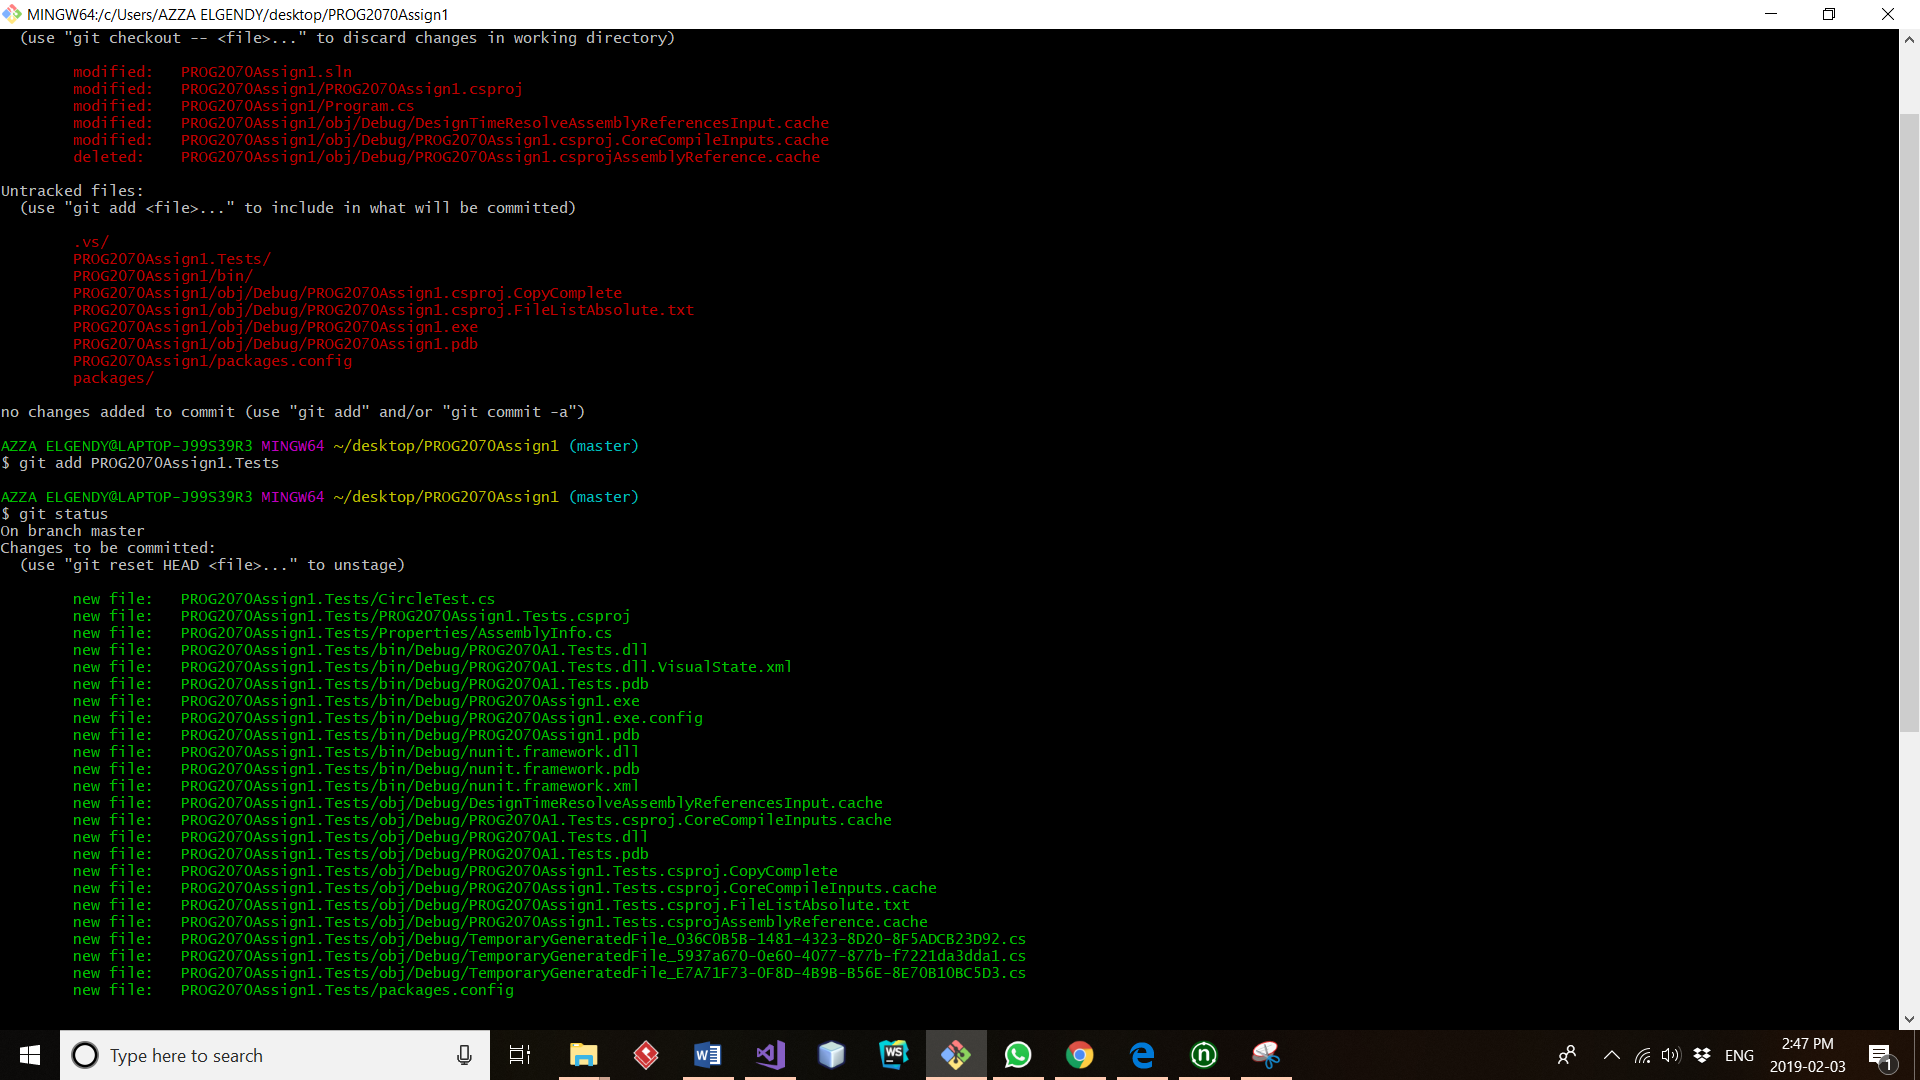 MINGW64:/c/Users/AZZA ELGENDY/desktop/PROG2070Assign1
(use "git checkout -- <file>..." to discard changes in working directory)
modified:   PROG2070Assign1.sln
modified:   PROG2070Assign1/PROG2070Assign1.csproj
modified:   PROG2070Assign1/Program.cs
modified:   PROG2070Assign1/obj/Debug/DesignTimeResolveAssemblyReferencesInput.cache
modified:   PROG2070Assign1/obj/Debug/PROG2070Assign1.csproj.CoreCompileInputs.cache
deleted:    PROG2070Assign1/obj/Debug/PROG2070Assign1.csprojAssemblyReference.cache
Untracked files:
(use "git add <file>..." to include in what will be committed)
.vs/
PROG2070Assign1.Tests/
PROG2070Assign1/bin/
PROG2070Assign1/obj/Debug/PROG2070Assign1.csproj.CopyComplete
PROG2070Assign1/obj/Debug/PROG2070Assign1.csproj.FileListAbsolute.txt
PROG2070Assign1/obj/Debug/PROG2070Assign1.exe
PROG2070Assign1/obj/Debug/PROG2070Assign1.pdb
PROG2070Assign1/packages.config
packages/
no changes added to commit (use "git add" and/or "git commit -a")
AZZA ELGENDY@LAPTOP-J99S39R3 MINGW64 ~/desktop/PROG2070Assign1 (master)
$ git add PROG2070Assign1.Tests
AZZA ELGENDY@LAPTOP-J99S39R3 MINGW64 ~/desktop/PROG2070Assign1 (master)
$ git status
On branch master
Changes to be committed:
(use "git reset HEAD <file>..." to unstage)
new file:   PROG2070Assign1.Tests/CircleTest.cs
new file:   PROG2070Assign1.Tests/PROG2070Assign1.Tests.csproj
new file:   PROG2070Assign1.Tests/Properties/AssemblyInfo.cs
new file:   PROG2070Assign1.Tests/bin/Debug/PROG2070A1.Tests.dll
new file:   PROG2070Assign1.Tests/bin/Debug/PROG2070A1.Tests.dll.VisualState.xml
new file:   PROG2070Assign1.Tests/bin/Debug/PROG2070A1.Tests.pdb
new file:   PROG2070Assign1.Tests/bin/Debug/PROG2070Assign1.exe
new file:   PROG2070Assign1.Tests/bin/Debug/PROG2070Assign1.exe.config
new file:   PROG2070Assign1.Tests/bin/Debug/PROG2070Assign1.pdb
new file:   PROG2070Assign1.Tests/bin/Debug/nunit.framework.dll
new file:   PROG2070Assign1.Tests/bin/Debug/nunit.framework.pdb
new file:   PROG2070Assign1.Tests/bin/Debug/nunit.framework.xml
new file:   PROG2070Assign1.Tests/obj/Debug/DesignTimeResolveAssemblyReferencesInput.cache
new file:   PROG2070Assign1.Tests/obj/Debug/PROG2070A1.Tests.csproj.CoreCompileInputs.cache
new file:   PROG2070Assign1.Tests/obj/Debug/PROG2070A1.Tests.dll
new file:   PROG2070Assign1.Tests/obj/Debug/PROG2070A1.Tests.pdb
new file:   PROG2070Assign1.Tests/obj/Debug/PROG2070Assign1.Tests.csproj.CopyComplete
new file:   PROG2070Assign1.Tests/obj/Debug/PROG2070Assign1.Tests.csproj.CoreCompileInputs.cache
new file:   PROG2070Assign1.Tests/obj/Debug/PROG2070Assign1.Tests.csproj.FileListAbsolute.txt
new file:   PROG2070Assign1.Tests/obj/Debug/PROG2070Assign1.Tests.csprojAssemblyReference.cache
new file:   PROG2070Assign1.Tests/obj/Debug/TemporaryGeneratedFile_036C0B5B-1481-4323-8D20-8F5ADCB23D92.cs
new file:   PROG2070Assign1.Tests/obj/Debug/TemporaryGeneratedFile_5937a670-0e60-4077-877b-f7221da3dda1.cs
new file:   PROG2070Assign1.Tests/obj/Debug/TemporaryGeneratedFile_E7A71F73-0F8D-4B9B-B56E-8E70B10BC5D3.cs
new file:   PROG2070Assign1.Tests/packages.config
Type here to search
WS
ENG
2:47 PM
2019-02-03
1